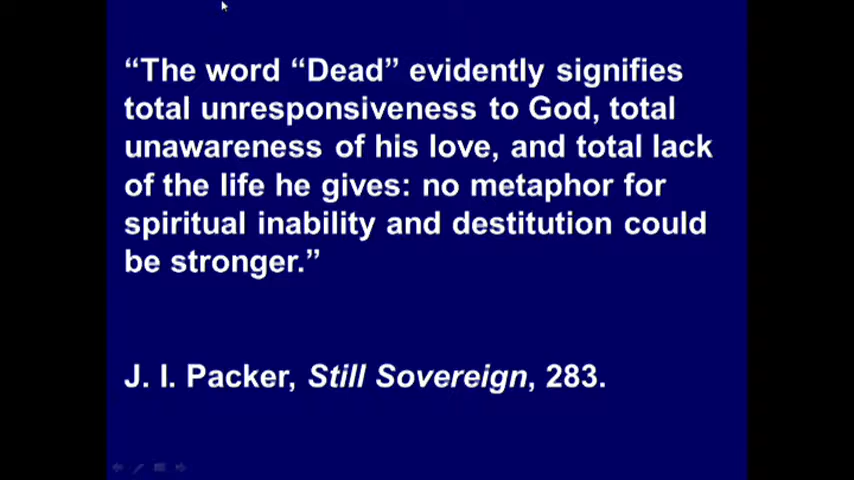 “The word “Dead” evidently signifies
total unresponsiveness to God, total
unawareness of his love, and total lack
of the life he gives: no metaphor for
spiritual inability and destitution could
be stronger.”
J. I. Packer, Still Sovereign, 283.